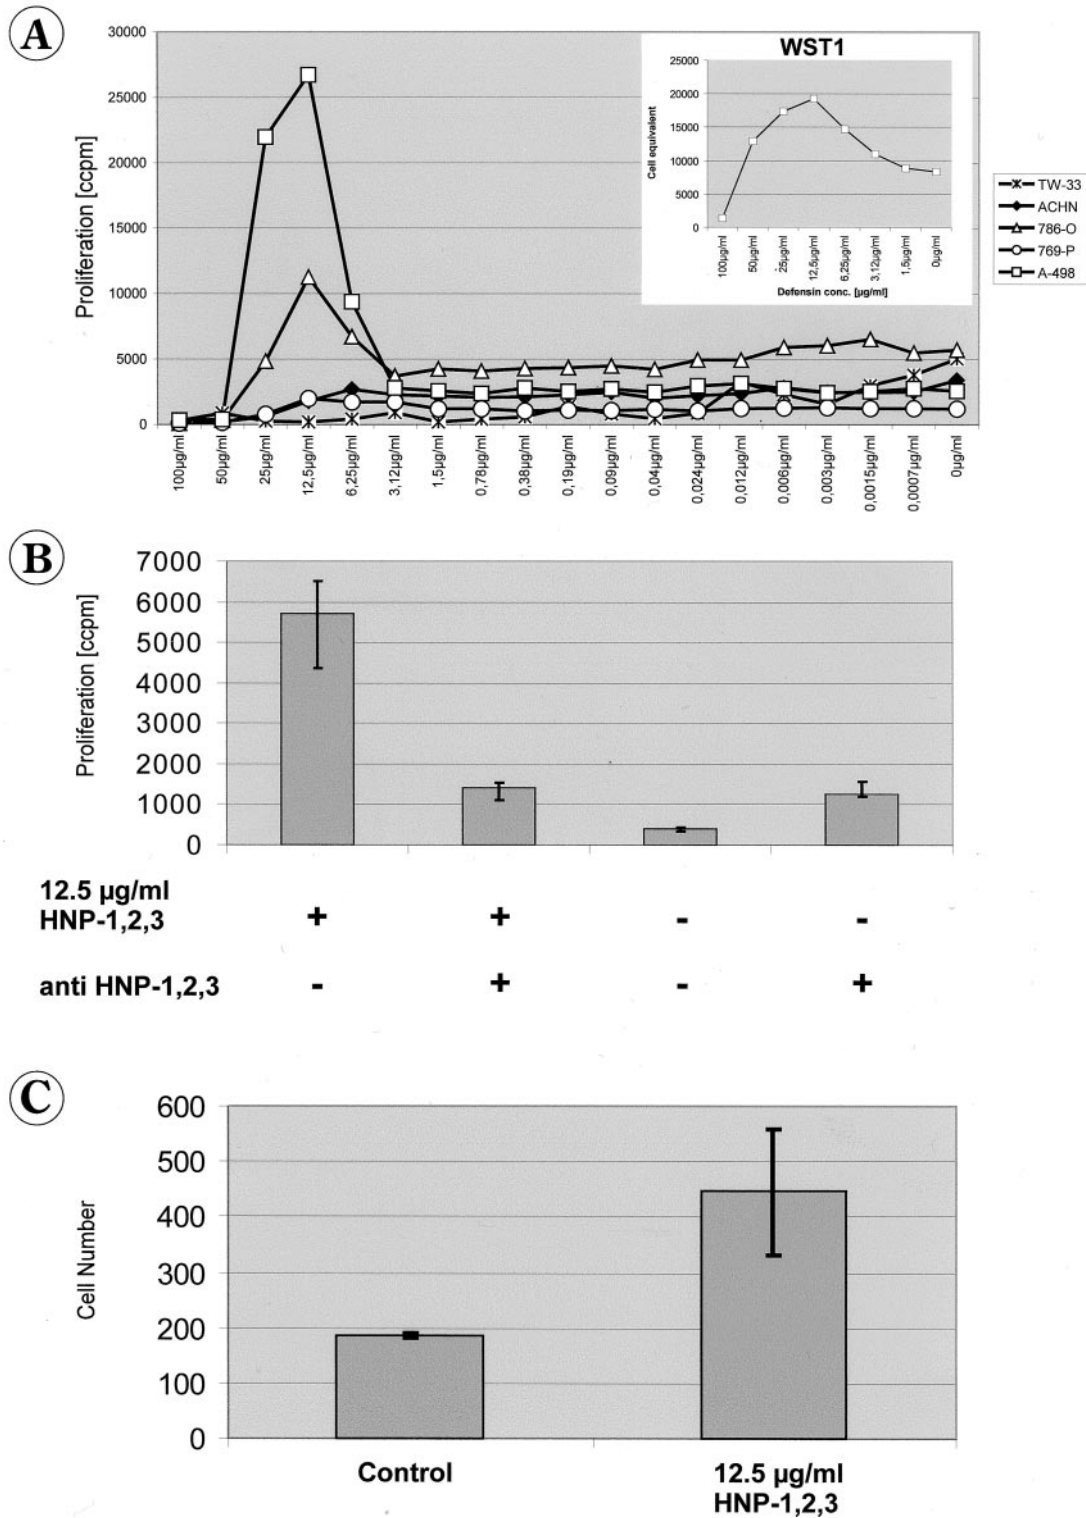 A
Proliferation [ccpm]
30000
25000
20000
15000
10000
5000
0
100µg/ml
50µg/ml
25µg/ml
12,5µg/ml
6,25µg/ml
3,12µg/ml
1,5µg/ml
0,78µg/ml
0,38µg/ml
0,19µg/ml
0,09µg/ml
0,04µg/ml
0,024µg/ml
0,012µg/ml
0,006µg/ml
0,003µg/ml
0,0015µg/ml
0,0007µg/ml
0µg/ml
WST1
Cell equivalent
25000
20000
15000
10000
5000
0
100µg/ml
50µg/ml
25µg/ml
12,5µg/ml
6,25µg/ml
3,12µg/ml
1,5µg/ml
0µg/ml
Defensin conc. [µg/ml]
TW-33
ACHN
786-O
769-P
A-498
B
Proliferation [ccpm]
7000
6000
5000
4000
3000
2000
1000
0
12.5 µg/ml
HNP-1,2,3 + + - -
anti HNP-1,2,3 - + - +
C
Cell Number
600
500
400
300
200
100
0
Control
12.5 µg/ml
HNP-1,2,3